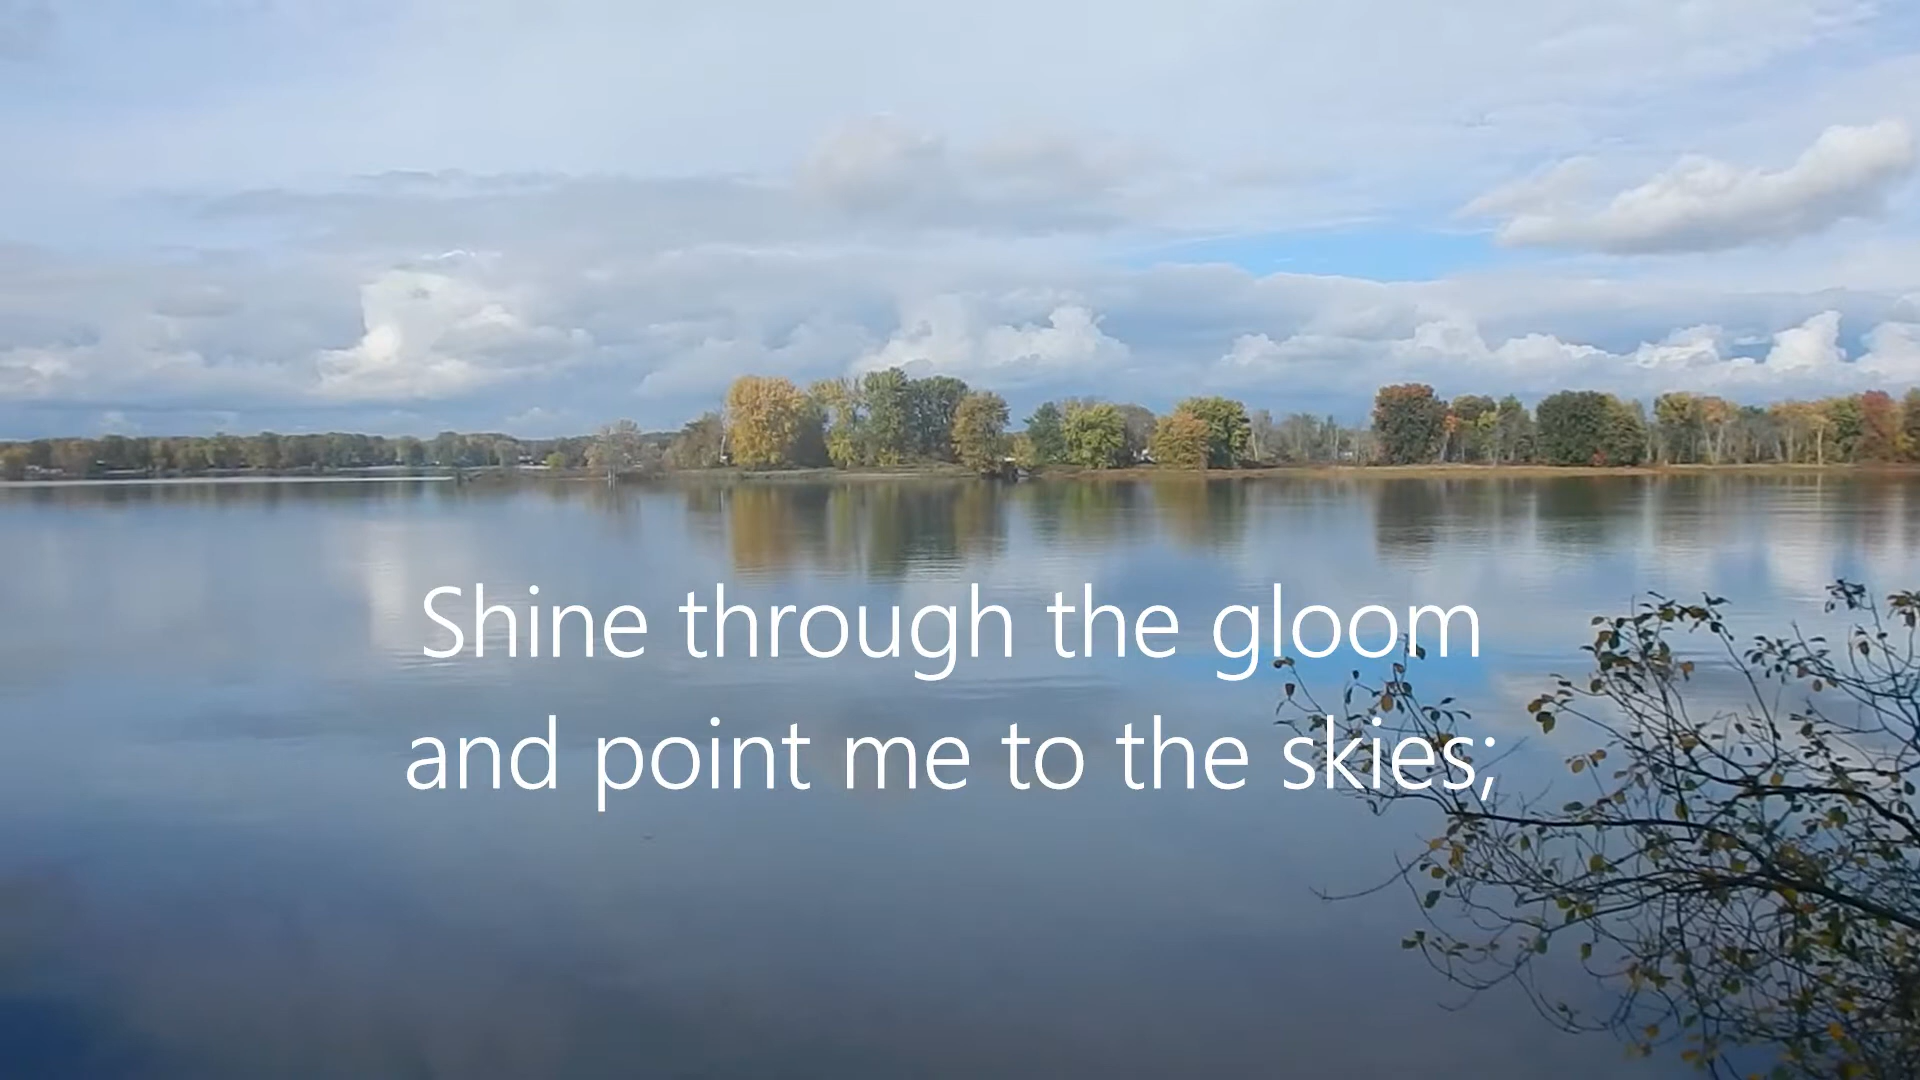 Shine through the gloom
and point me to the skies;